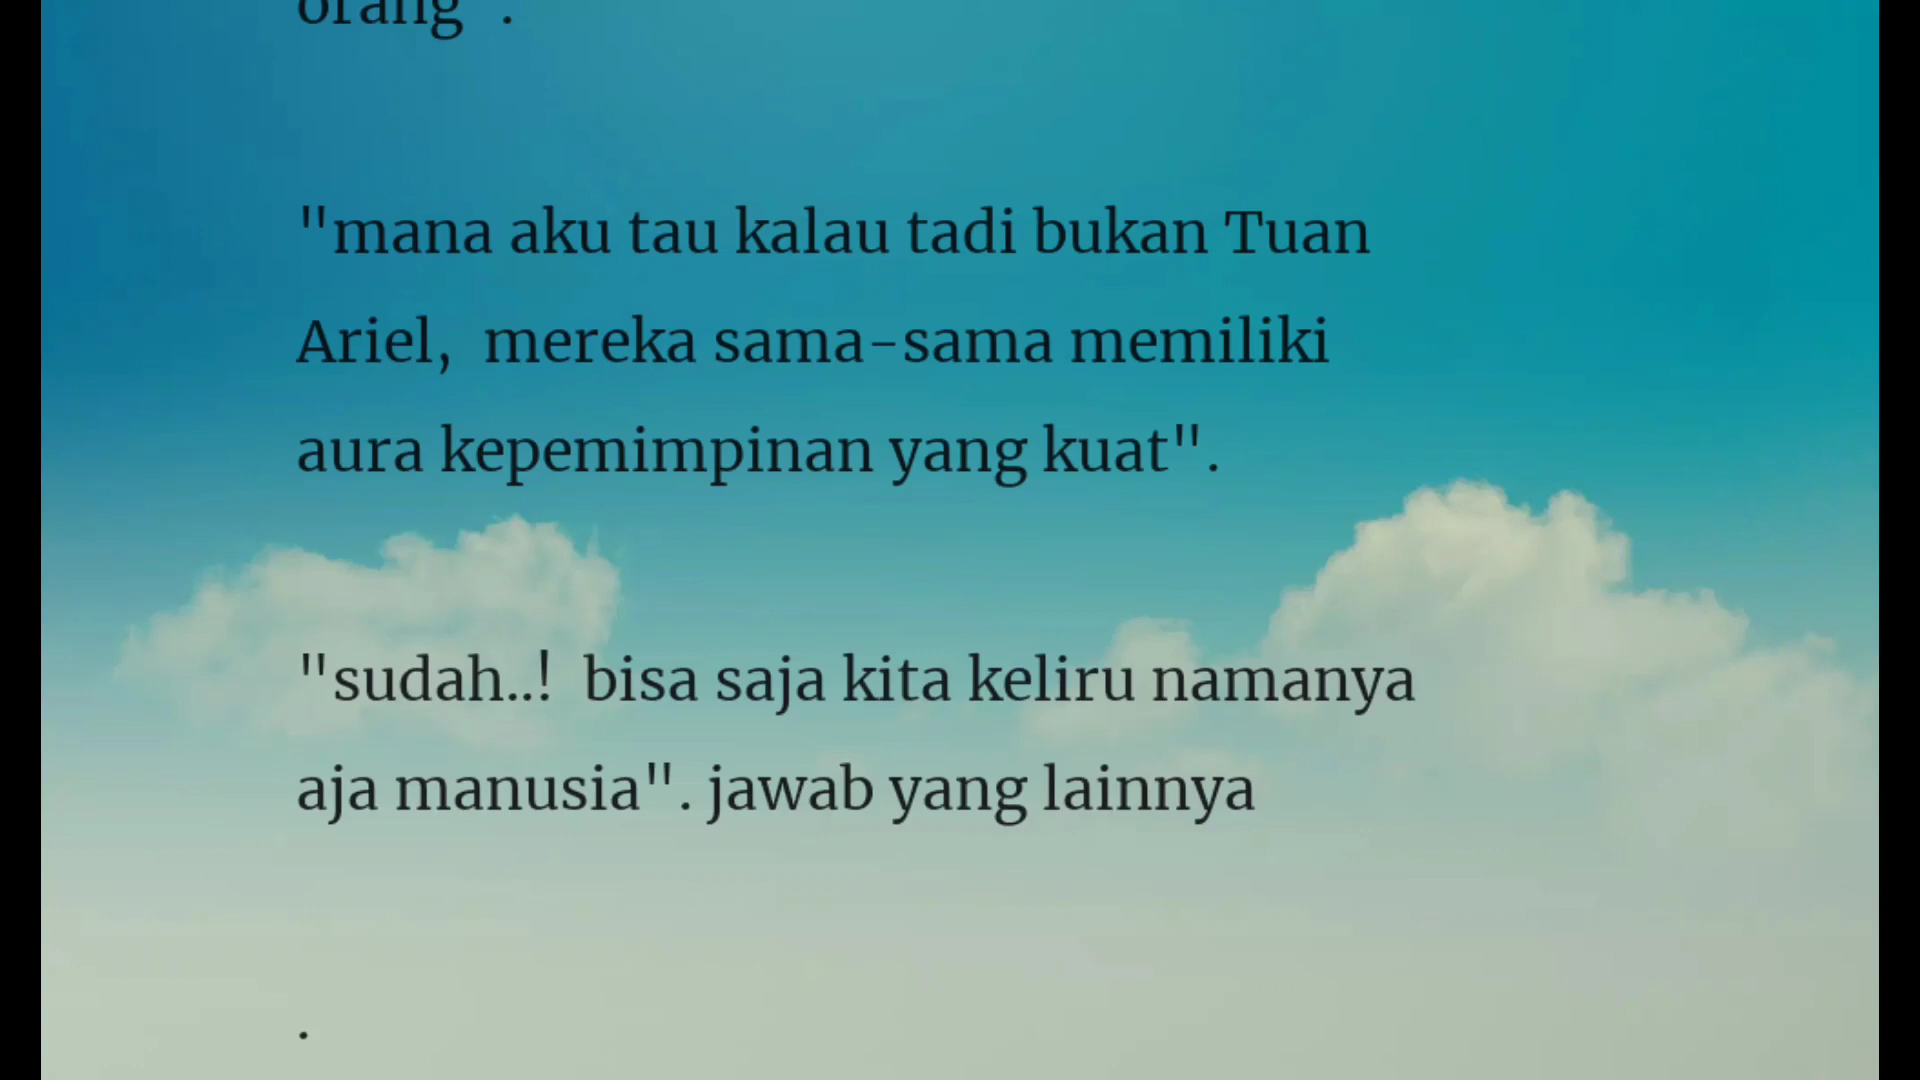 orang".
"mana aku tau kalau tadi bukan Tuan
Ariel,  mereka sama-sama memiliki
aura kepemimpinan yang kuat".
"sudah..!  bisa saja kita keliru namanya
aja manusia". jawab yang lainnya
.